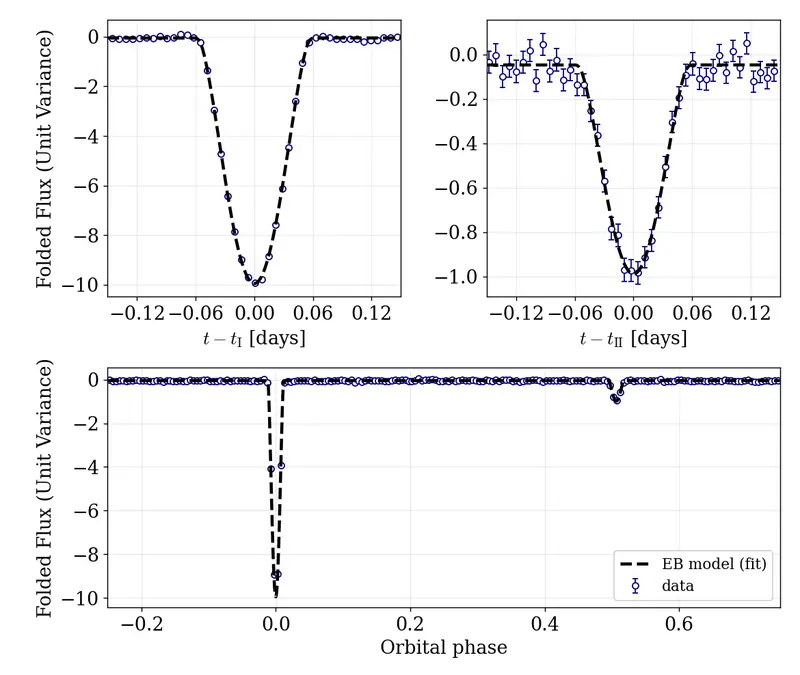 Folded Flux (Unit Variance)
0
−2
−4
−6
−8
−10
−0.12 −0.06 0.00 0.06 0.12
t − tI [days]
0.0
−0.2
−0.4
−0.6
−0.8
−1.0
−0.12 −0.06 0.00 0.06 0.12
t − tII [days]
Folded Flux (Unit Variance)
0
−2
−4
−6
−8
−10
EB model (fit)
data
−0.2 0.0 0.2 0.4 0.6
Orbital phase